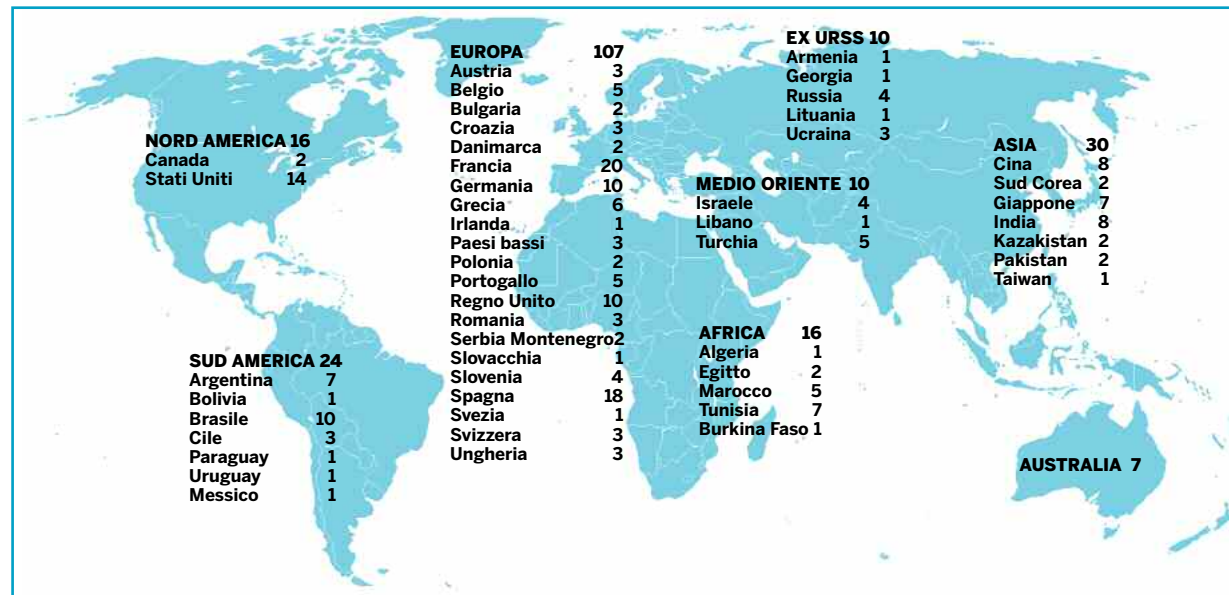 NORD AMERICA 16
Canada 2
Stati Uniti 14
SUD AMERICA 24
Argentina 7
Bolivia 1
Brasile 10
Cile 3
Paraguay 1
Uruguay 1
Messico 1
EUROPA 107
Austria 3
Belgio 5
Bulgaria 2
Croazia 3
Danimarca 2
Francia 20
Germania 10
Grecia 6
Irlanda 1
Paesi bassi 3
Polonia 2
Portogallo 5
Regno Unito 10
Romania 3
Serbia Montenegro2
Slovacchia 1
Slovenia 4
Spagna 18
Svezia 1
Svizzera 3
Ungheria 3
EX URSS 10
Armenia 1
Georgia 1
Russia 4
Lituania 1
Ucraina 3
MEDIO ORIENTE 10
Israele 4
Libano 1
Turchia 5
AFRICA 16
Algeria 1
Egitto 2
Marocco 5
Tunisia 7
Burkina Faso 1
ASIA 30
Cina 8
Sud Corea 2
Giappone 7
India 8
Kazakistan 2
Pakistan 2
Taiwan 1
AUSTRALIA 7